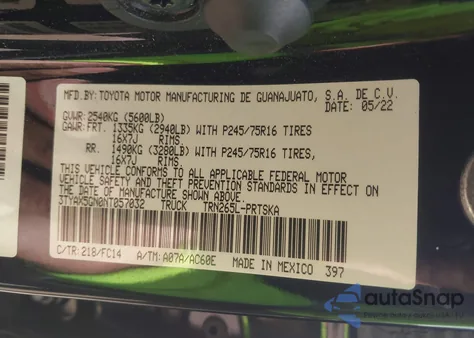 MFD.BY: TOYOTA MOTOR MANUFACTURING DE GUANAJUATO, S.A. DE C.V.
DATE: 05/22
GVWR: 2540KG (5600LB)
GAWR: FRT. 1335KG (2940LB) WITH P245/75R16 TIRES
16X7J RIMS,
RR. 1490KG (3280LB) WITH P245/75R16 TIRES,
16X7J RIMS.
THIS VEHICLE CONFORMS TO ALL APPLICABLE FEDERAL MOTOR
VEHICLE SAFETY AND THEFT PREVENTION STANDARDS IN EFFECT ON
THE DATE OF MANUFACTURE SHOWN ABOVE.
3TYAX5GN0NT057032 TRUCK TRN265L-PRTSKA
C/TR: 218/FC14 A/TM: A07A/AC60E MADE IN MEXICO 397
autaSnap